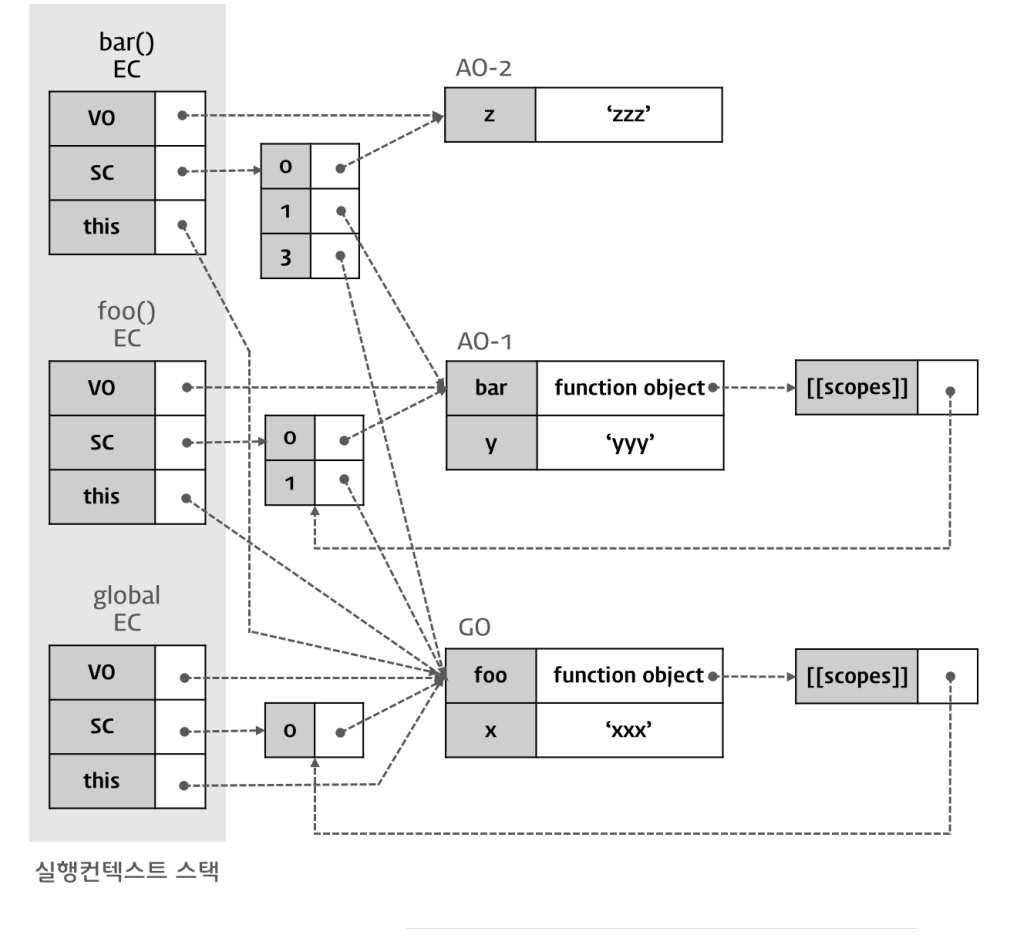 bar()
EC
AO-2
VO
z
‘zzz’
SC
0
this
1
3
foo()
EC
AO-1
VO
bar
function object
[[scopes]]
SC
0
y
‘yyy’
this
1
global
EC
GO
VO
foo
function object
[[scopes]]
SC
0
x
‘xxx’
this
실행컨텍스트 스택